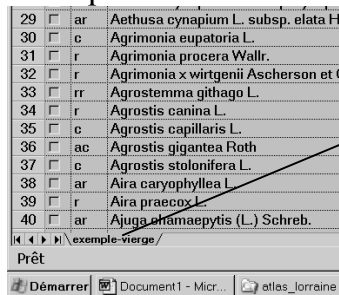 29 ar Aethusa cynapium L. subsp. elata H
30 c Agrimonia eupatoria L.
31 r Agrimonia procera Wallr.
32 r Agrimonia x wirtgenii Ascherson et
33 rr Agrostemma githago L.
34 r Agrostis canina L.
35 c Agrostis capillaris L.
36 ac Agrostis gigantea Roth
37 c Agrostis stolonifera L.
38 ar Aira caryophyllea L.
39 r Aira praecox L.
40 ar Ajuga chamaepytis (L.) Schreb.
exemple-vierge
Prêt
Démarrer Document1 - Micr... atlas_lorraine